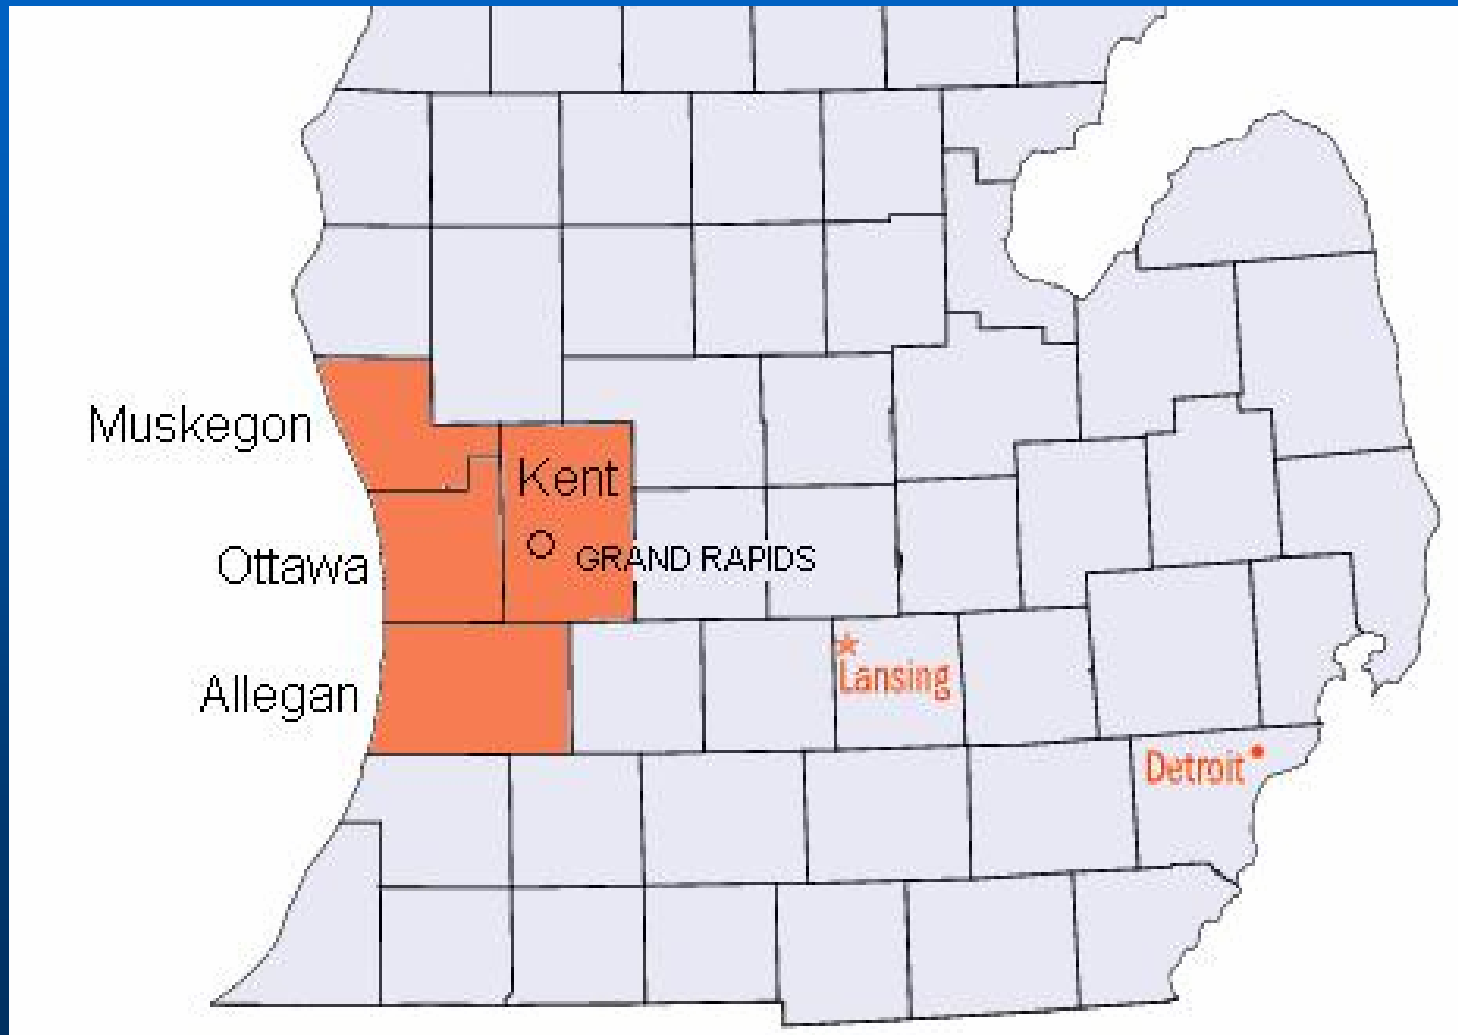 Muskegon
Kent
Ottawa
GRAND RAPIDS
Allegan
Lansing
Detroit